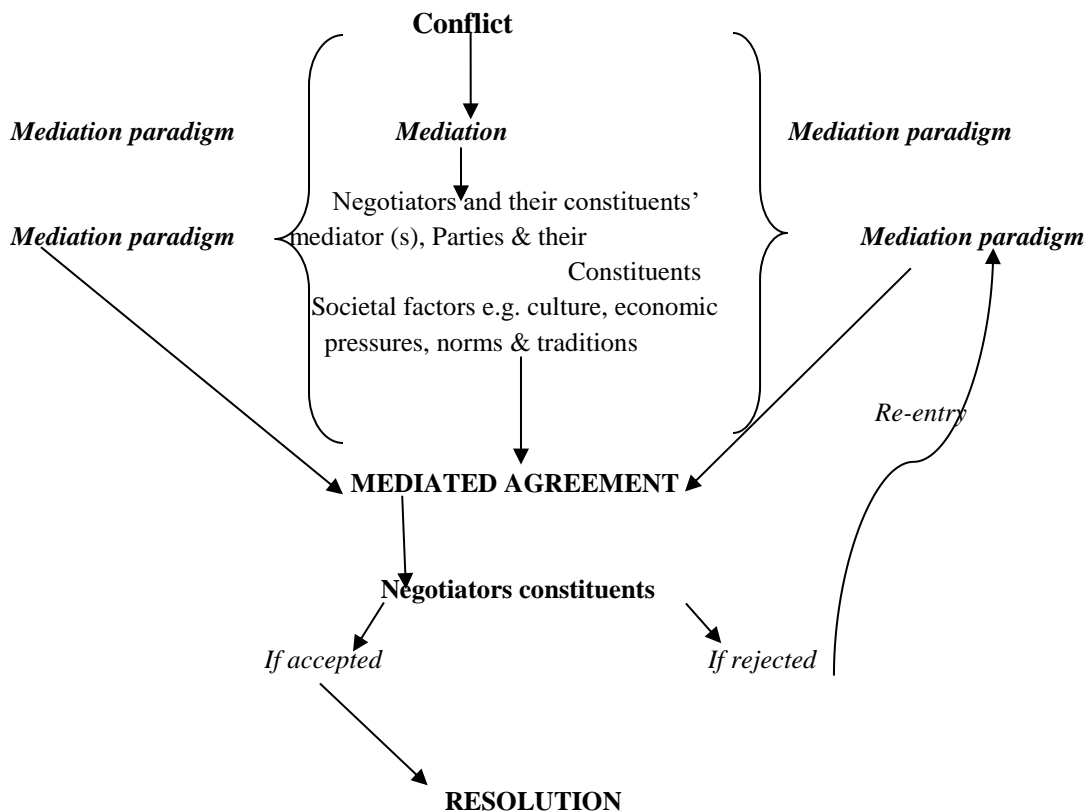 Conflict
Mediation paradigm
Mediation
Mediation paradigm
Negotiators and their constituents’
Mediation paradigm
mediator (s), Parties & their
Mediation paradigm
Constituents
Societal factors e.g. culture, economic
pressures, norms & traditions
Re-entry
MEDIATED AGREEMENT
Negotiators constituents
If accepted
If rejected
RESOLUTION